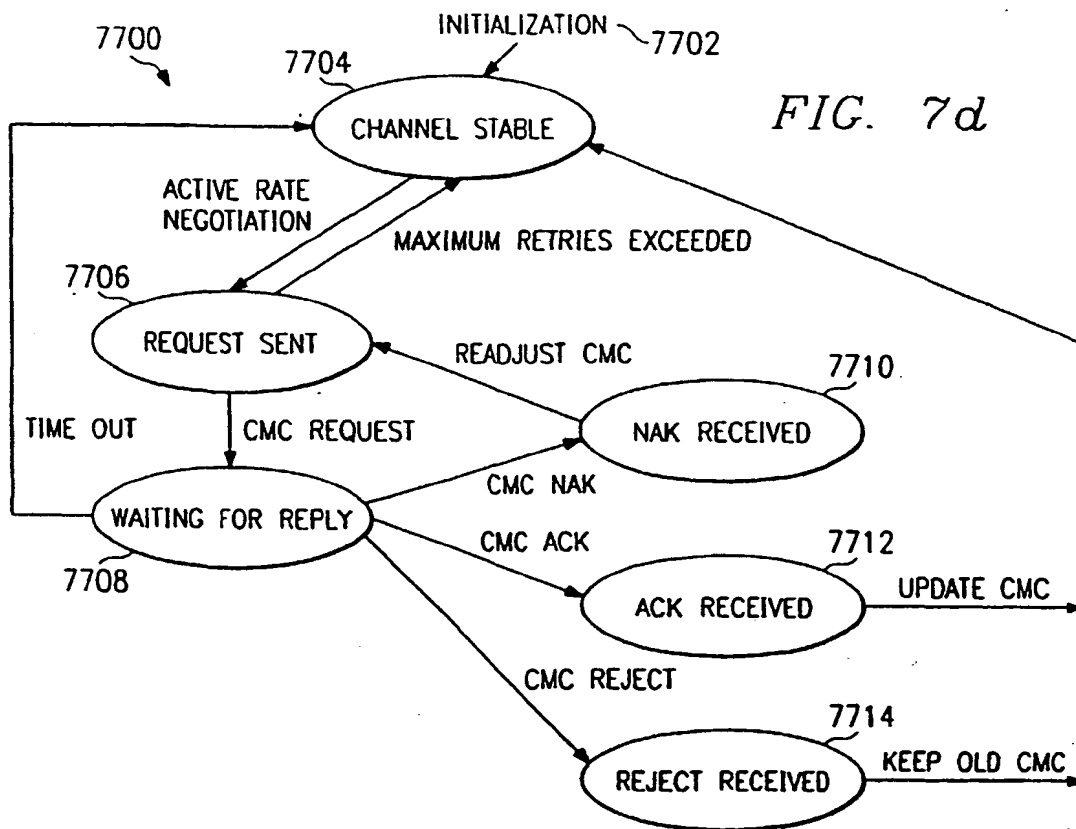 INITIALIZATION
7702
7700
7704
CHANNEL STABLE
FIG. 7d
ACTIVE RATE
NEGOTIATION
MAXIMUM RETRIES EXCEEDED
7706
REQUEST SENT
READJUST CMC
7710
NAK RECEIVED
TIME OUT
CMC REQUEST
CMC NAK
WAITING FOR REPLY
7708
CMC ACK
7712
ACK RECEIVED
UPDATE CMC
CMC REJECT
7714
REJECT RECEIVED
KEEP OLD CMC